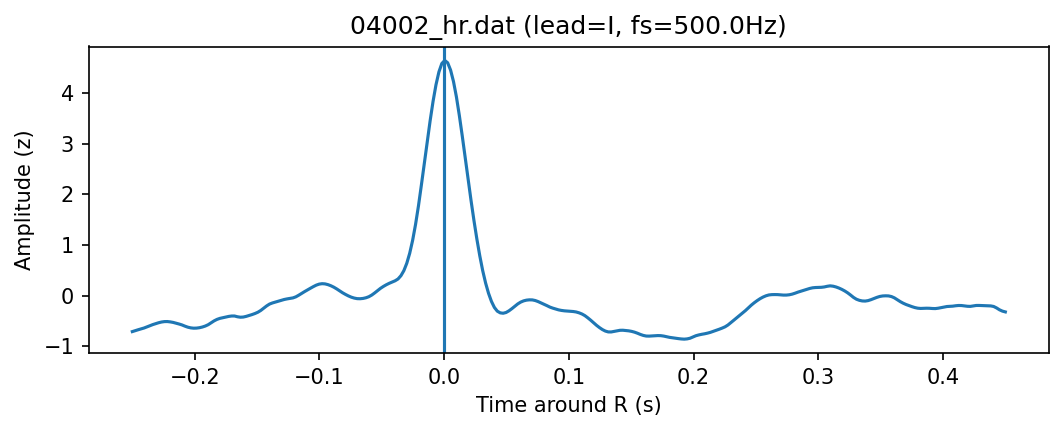 04002_hr.dat (lead=I, fs=500.0Hz)
Amplitude (z)
4
3
2
1
0
−1
−0.2 −0.1 0.0 0.1 0.2 0.3 0.4
Time around R (s)